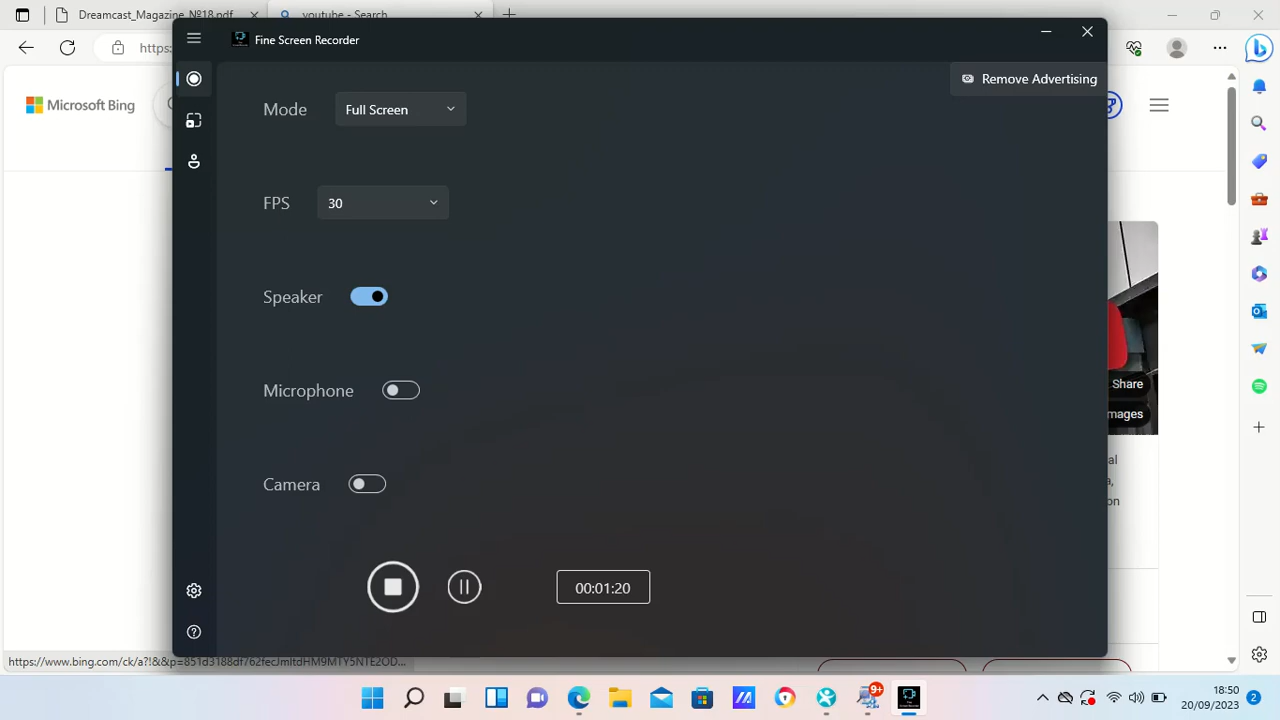 Dreamcast_Magazine_Nº18.pdf
youtube - Search
https:
Fine Screen Recorder
Remove Advertising
Microsoft Bing
Mode
Full Screen
FPS
30
Speaker
Microphone
Camera
Share
mages
al
a,
on
00:01:20
https://www.bing.com/ck/a?!&&p=851d3188df762fecJmltdHM9MTY5NTE2OD...
9+
18:50
20/09/2023
2